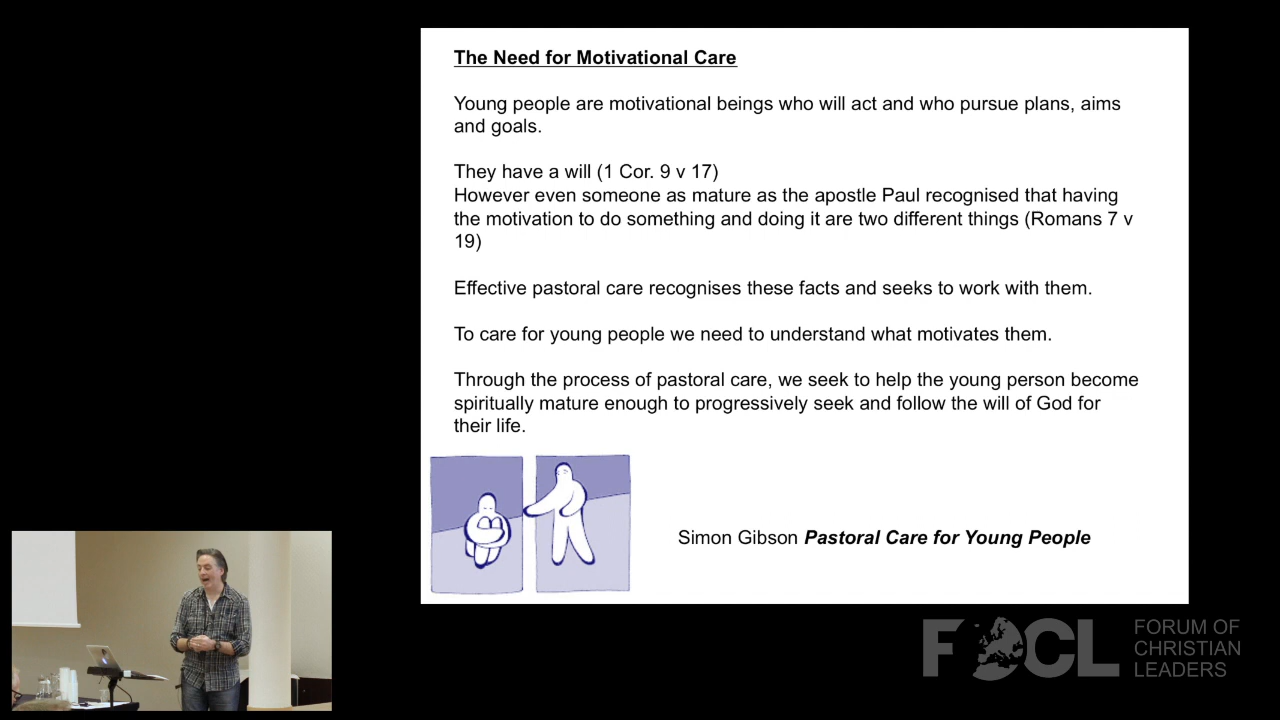 The Need for Motivational Care
Young people are motivational beings who will act and who pursue plans, aims
and goals.
They have a will (1 Cor. 9 v 17)
However even someone as mature as the apostle Paul recognised that having
the motivation to do something and doing it are two different things (Romans 7 v
19)
Effective pastoral care recognises these facts and seeks to work with them.
To care for young people we need to understand what motivates them.
Through the process of pastoral care, we seek to help the young person become
spiritually mature enough to progressively seek and follow the will of God for
their life.
Simon Gibson Pastoral Care for Young People
FOCL
FORUM OF
CHRISTIAN
LEADERS